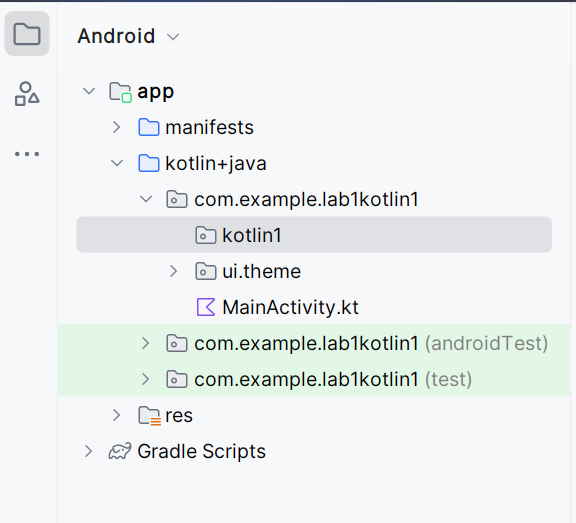 Android
app
manifests
kotlin+java
com.example.lab1kotlin1
kotlin1
ui.theme
MainActivity.kt
com.example.lab1kotlin1 (androidTest)
com.example.lab1kotlin1 (test)
res
Gradle Scripts